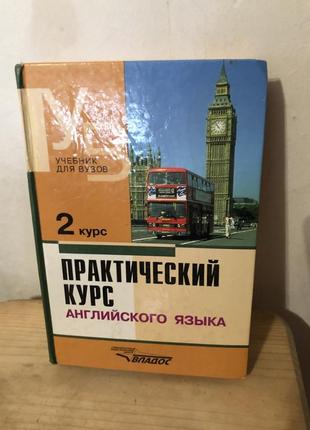 УЧЕБНИК
ДЛЯ ВУЗОВ
2 курс
ПРАКТИЧЕСКИЙ
КУРС
АНГЛИЙСКОГО ЯЗЫКА
ВЛАДОС